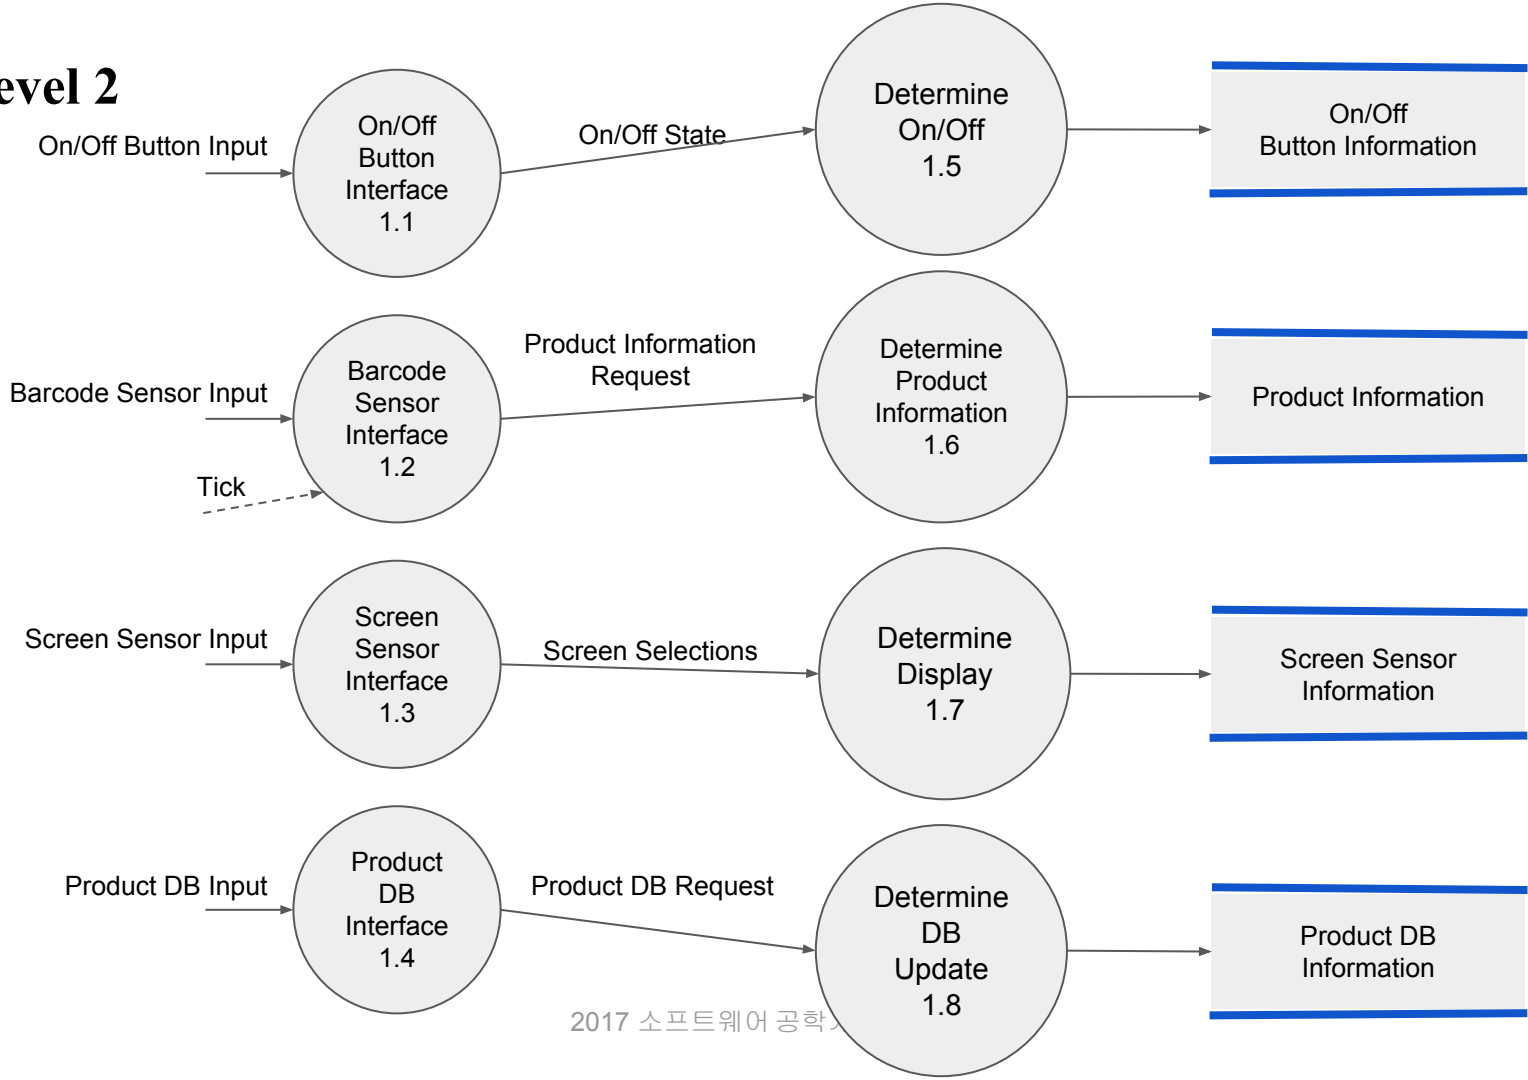 evel 2
On/Off Button Input
On/Off
Button
Interface
1.1
On/Off State
Determine
On/Off
1.5
On/Off
Button Information
Barcode Sensor Input
Tick
Barcode
Sensor
Interface
1.2
Product Information
Request
Determine
Product
Information
1.6
Product Information
Screen Sensor Input
Screen
Sensor
Interface
1.3
Screen Selections
Determine
Display
1.7
Screen Sensor
Information
Product DB Input
Product
DB
Interface
1.4
Product DB Request
Determine
DB
Update
1.8
Product DB
Information
2017 소프트웨어 공학